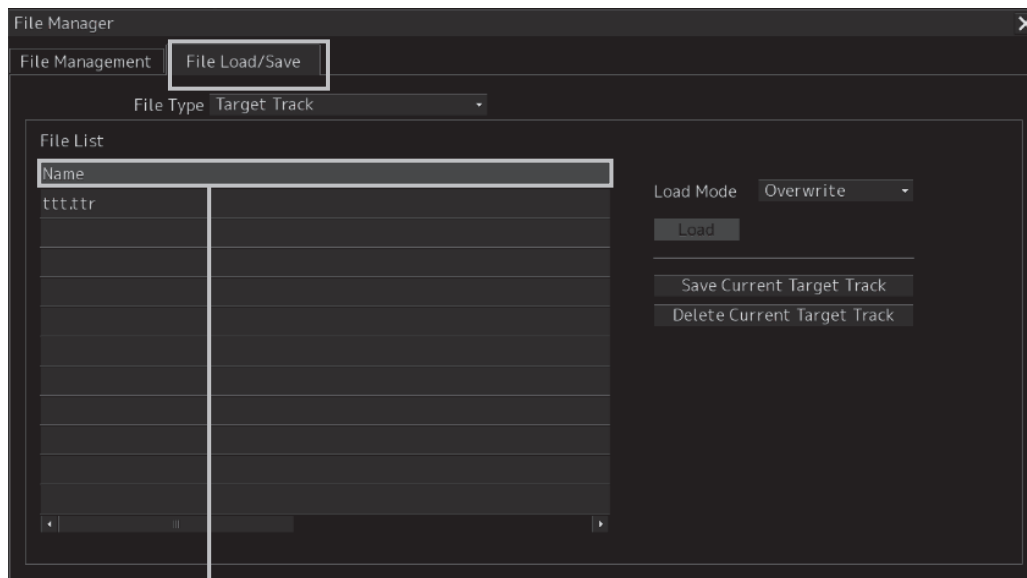 File Manager
File Management File Load/Save
File Type Target Track
File List
Name
ttt.ttr
Load Mode Overwrite
Load
Save Current Target Track
Delete Current Target Track